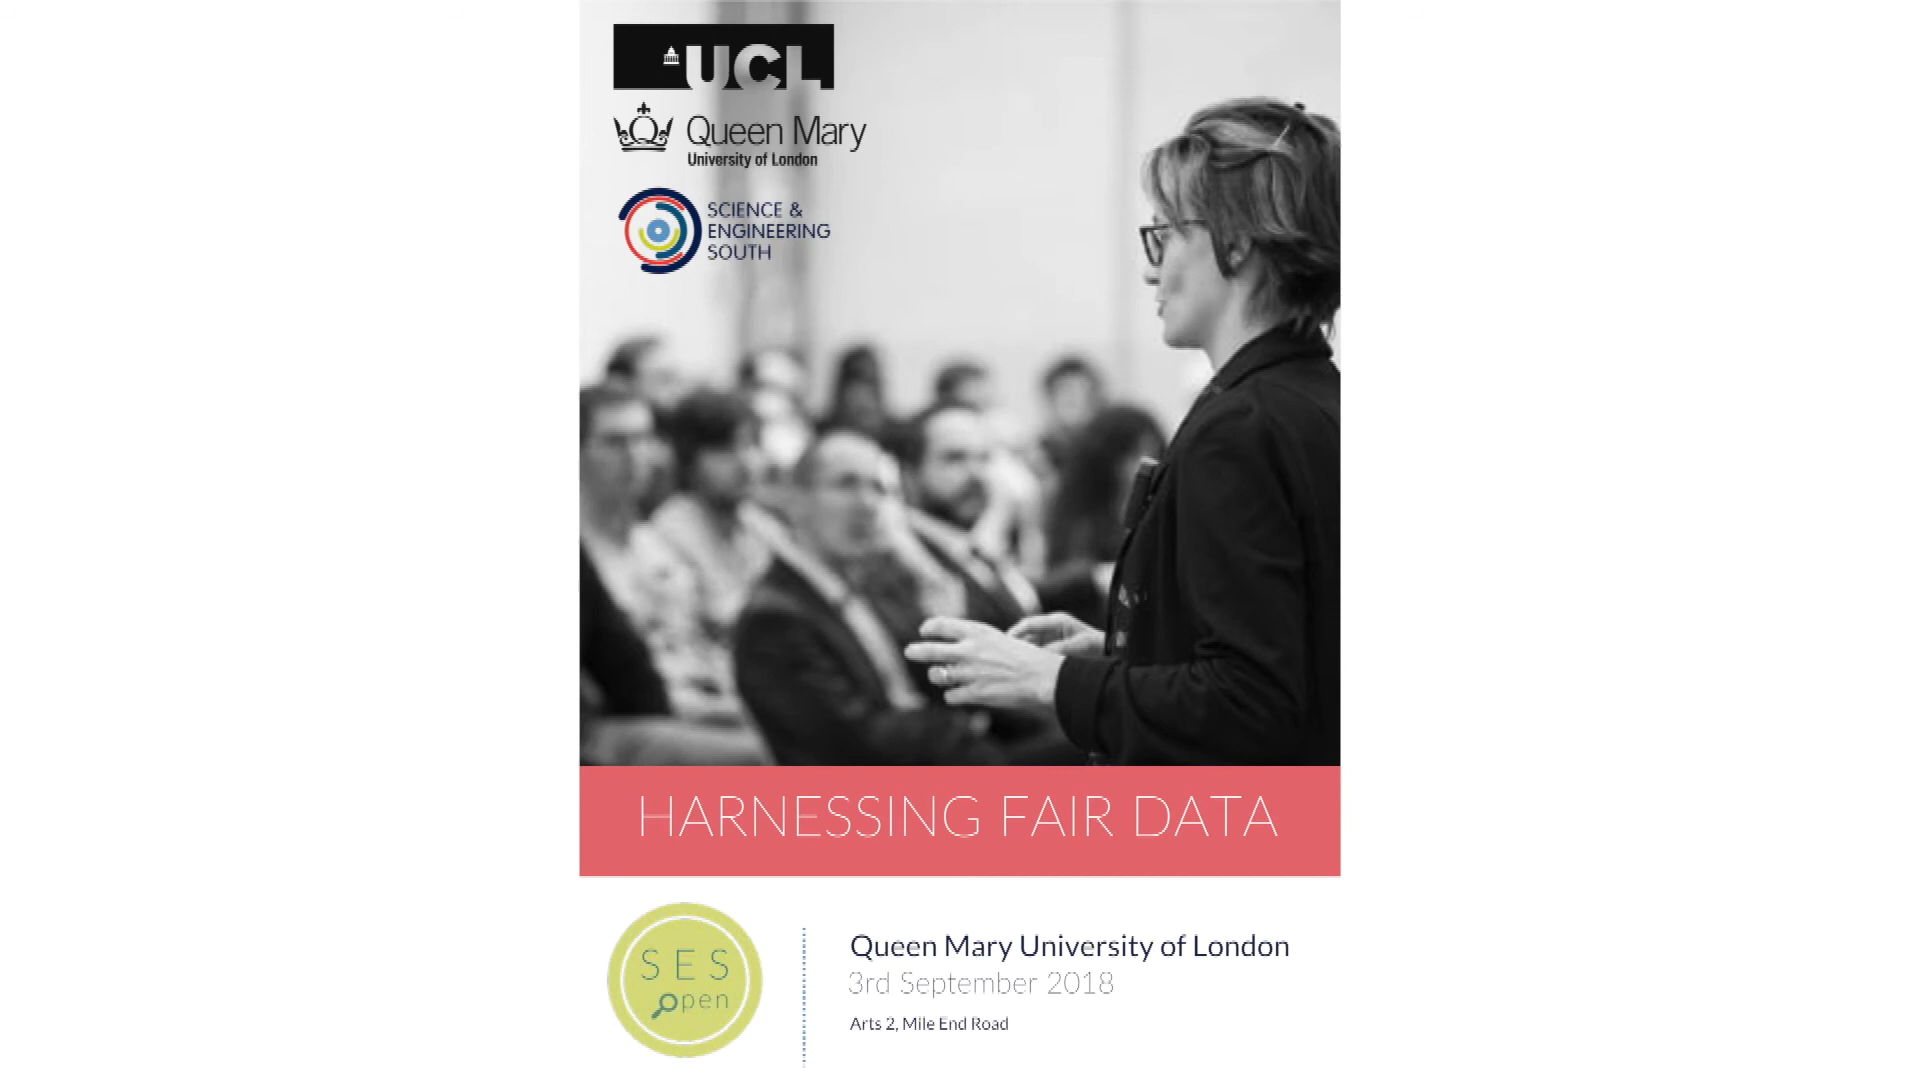 UCL
Queen Mary
University of London
SCIENCE &
ENGINEERING
SOUTH
HARNESSING FAIR DATA
SES
open
Queen Mary University of London
3rd September 2018
Arts 2, Mile End Road